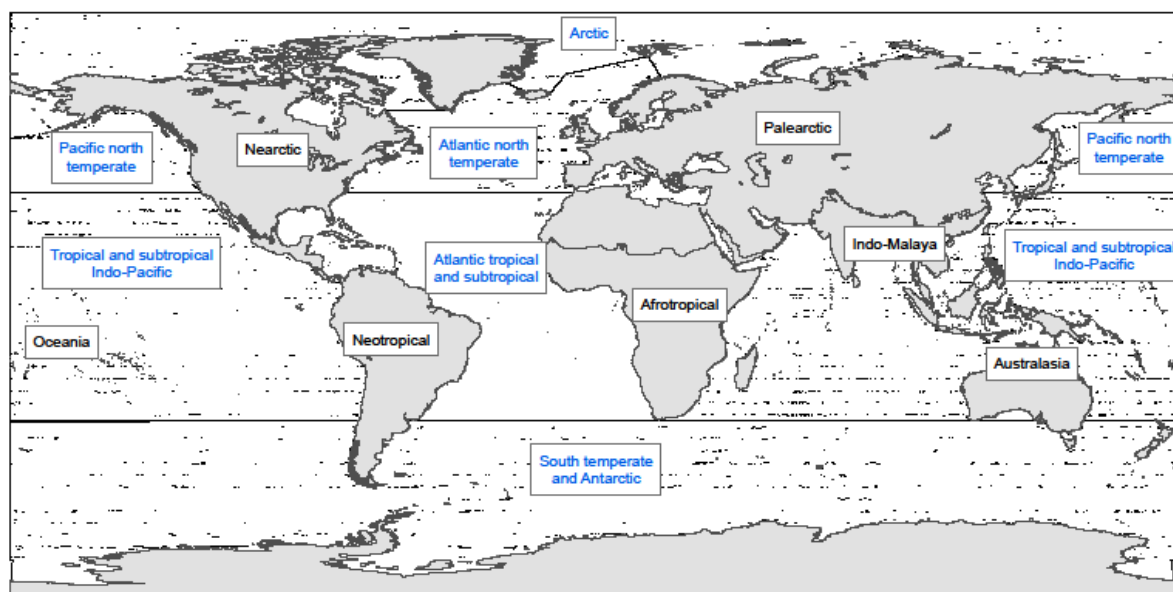 Arctic
Pacific north
temperate
Nearctic
Atlantic north
temperate
Palearctic
Pacific north
temperate
Tropical and subtropical
Indo-Pacific
Atlantic tropical
and subtropical
Indo-Malaya
Tropical and subtropical
Indo-Pacific
Oceania
Neotropical
Afrotropical
Australasia
South temperate
and Antarctic